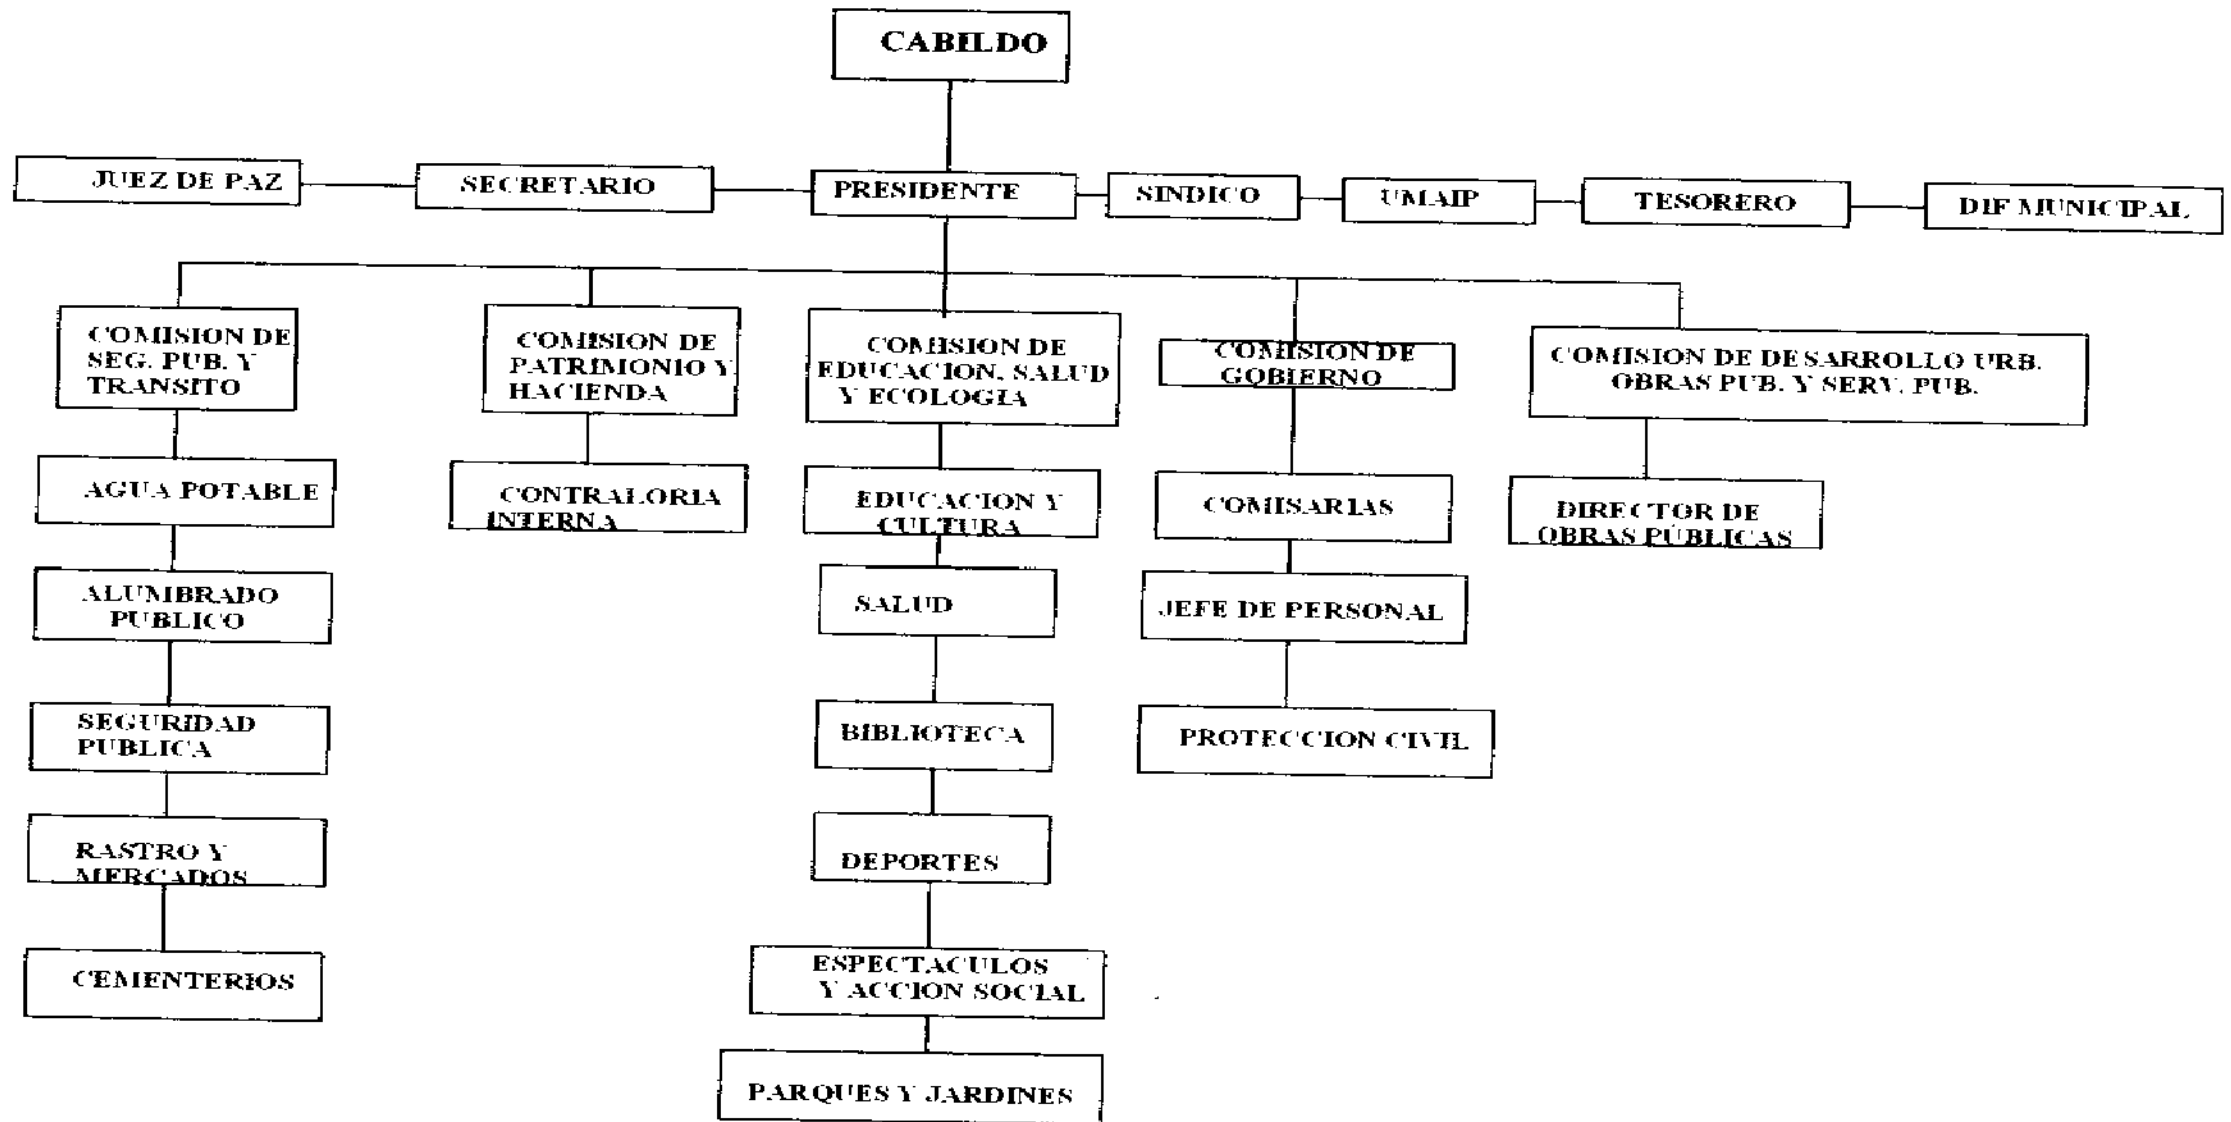 CABILDO
JUEZ DE PAZ
SECRETARIO
PRESIDENTE
SINDICO
UMAIP
TESORERO
DIF MUNICIPAL
COMISION DE
SEG. PUB. Y
TRANSITO
COMISION DE
PATRIMONIO Y
HACIENDA
COMISION DE
EDUCACION, SALUD
Y ECOLOGIA
COMISION DE
GOBIERNO
COMISION DE DESARROLLO URB.
OBRAS PUB. Y SERV. PUB.
AGUA POTABLE
CONTRALORIA
INTERNA
EDUCACION Y
CULTURA
COMISARIAS
DIRECTOR DE
OBRAS PÚBLICAS
ALUMBRADO
PUBLICO
SALUD
JEFE DE PERSONAL
SEGURIDAD
PUBLICA
BIBLIOTECA
PROTECCION CIVIL
RASTRO Y
MERCADOS
DEPORTES
CEMENTERIOS
ESPECTACULOS
Y ACCION SOCIAL
PARQUES Y JARDINES